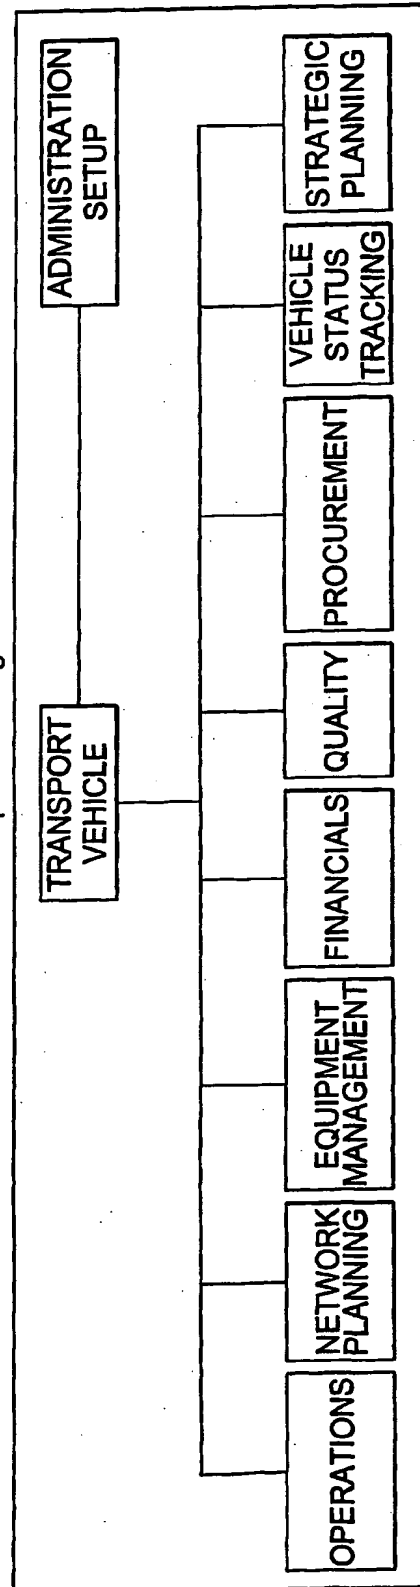 TRANSPORT
VEHICLE
ADMINISTRATION
SETUP
OPERATIONS
NETWORK
PLANNING
EQUIPMENT
MANAGEMENT
FINANCIALS
QUALITY
PROCUREMENT
VEHICLE
STATUS
TRACKING
STRATEGIC
PLANNING